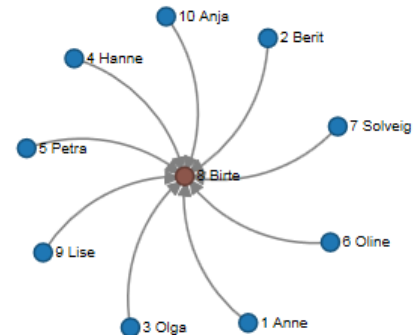 10 Anja
2 Berit
4 Hanne
7 Solveig
5 Petra
8 Birte
6 Oline
9 Lise
1 Anne
3 Olga